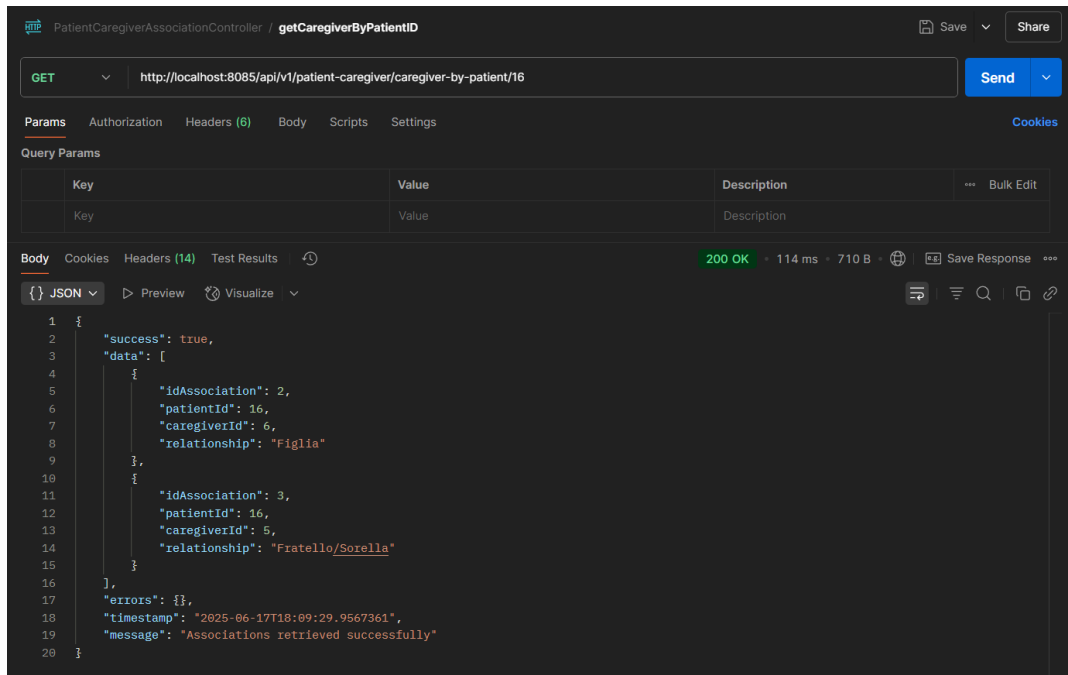 HTTP PatientCaregiverAssociationController / getCaregiverByPatientID Save Share
GET http://localhost:8085/api/v1/patient-caregiver/caregiver-by-patient/16 Send
Params Authorization Headers (6) Body Scripts Settings Cookies
Query Params
Key Value Description Bulk Edit
Key Value Description
Body Cookies Headers (14) Test Results 200 OK • 114 ms • 710 B • e.g. Save Response
{} JSON Preview Visualize
1 {
2 "success": true,
3 "data": [
4 {
5 "idAssociation": 2,
6 "patientId": 16,
7 "caregiverId": 6,
8 "relationship": "Figlia"
9 },
10 {
11 "idAssociation": 3,
12 "patientId": 16,
13 "caregiverId": 5,
14 "relationship": "Fratello/Sorella"
15 }
16 ],
17 "errors": {},
18 "timestamp": "2025-06-17T18:09:29.9567361",
19 "message": "Associations retrieved successfully"
20 }